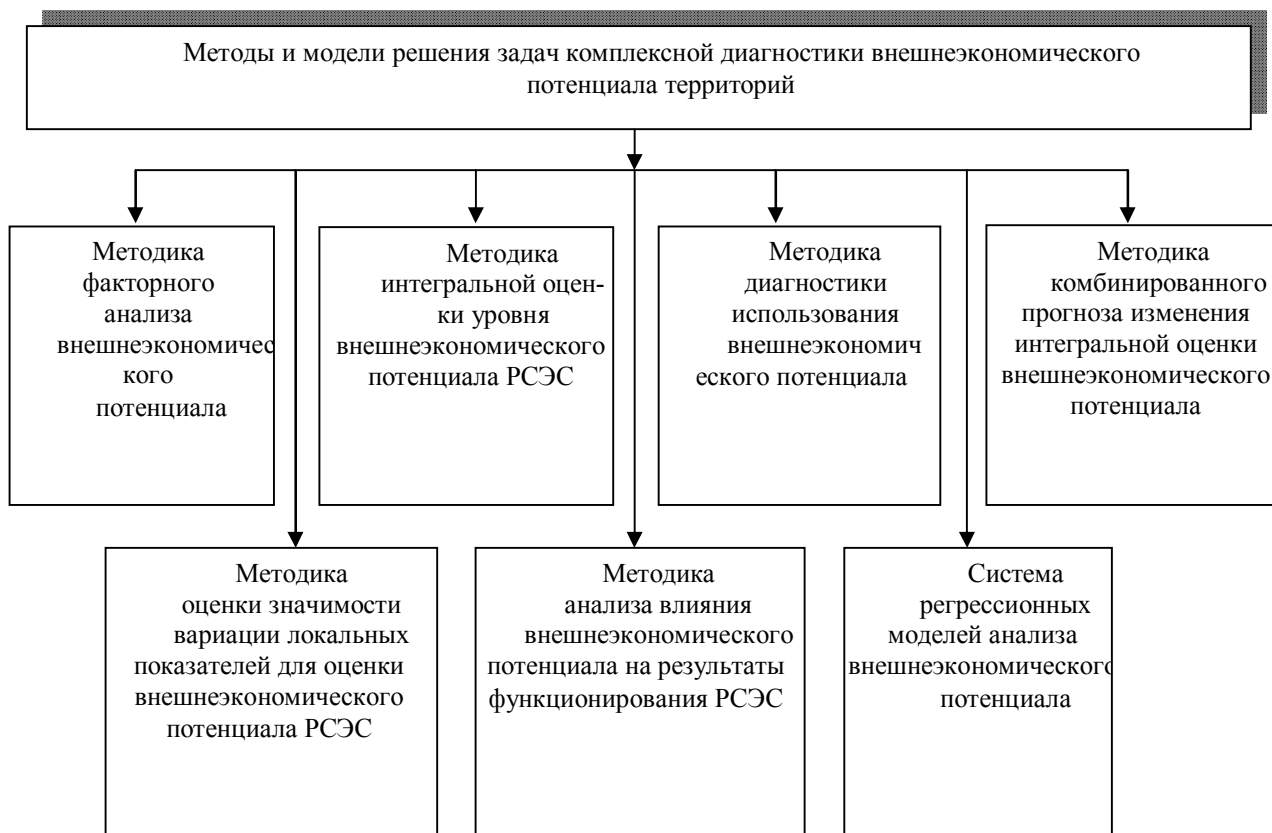 Методы и модели решения задач комплексной диагностики внешнеэкономического
потенциала территорий
Методика
факторного
анализа
внешнеэкономичес
кого
потенциала
Методика
интегральной оцен-
ки уровня
внешнеэкономического
потенциала РСЭС
Методика
диагностики
использования
внешнеэкономич
еского потенциала
Методика
комбинированного
прогноза изменения
интегральной оценки
внешнеэкономического
потенциала
Методика
оценки значимости
вариации локальных
показателей для оценки
внешнеэкономического
потенциала РСЭС
Методика
анализа влияния
внешнеэкономического
потенциала на результаты
функционирования РСЭС
Система
регрессионных
моделей анализа
внешнеэкономического
потенциала